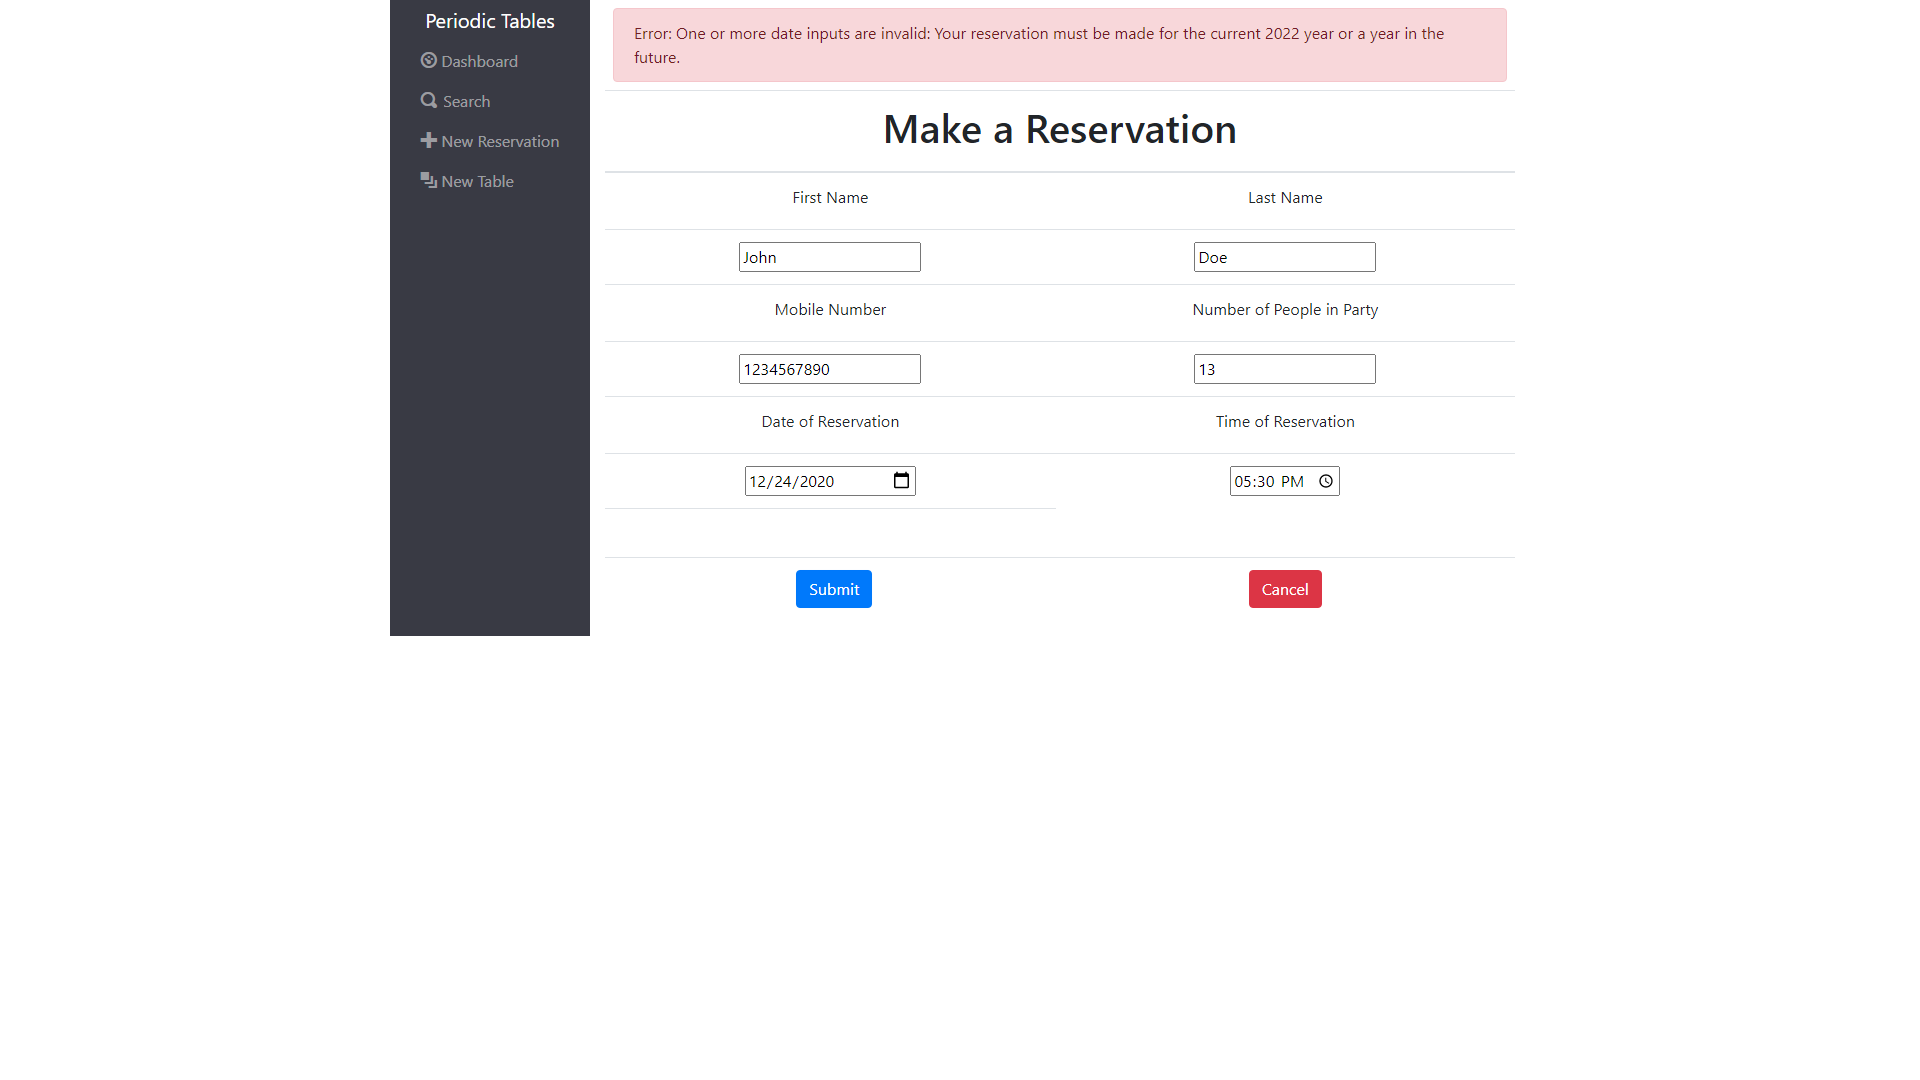 Periodic Tables
Dashboard
Search
New Reservation
New Table
Error: One or more date inputs are invalid: Your reservation must be made for the current 2022 year or a year in the
future.
Make a Reservation
First Name Last Name
John Doe
Mobile Number Number of People in Party
1234567890 13
Date of Reservation Time of Reservation
12/24/2020 05:30 PM
Submit Cancel